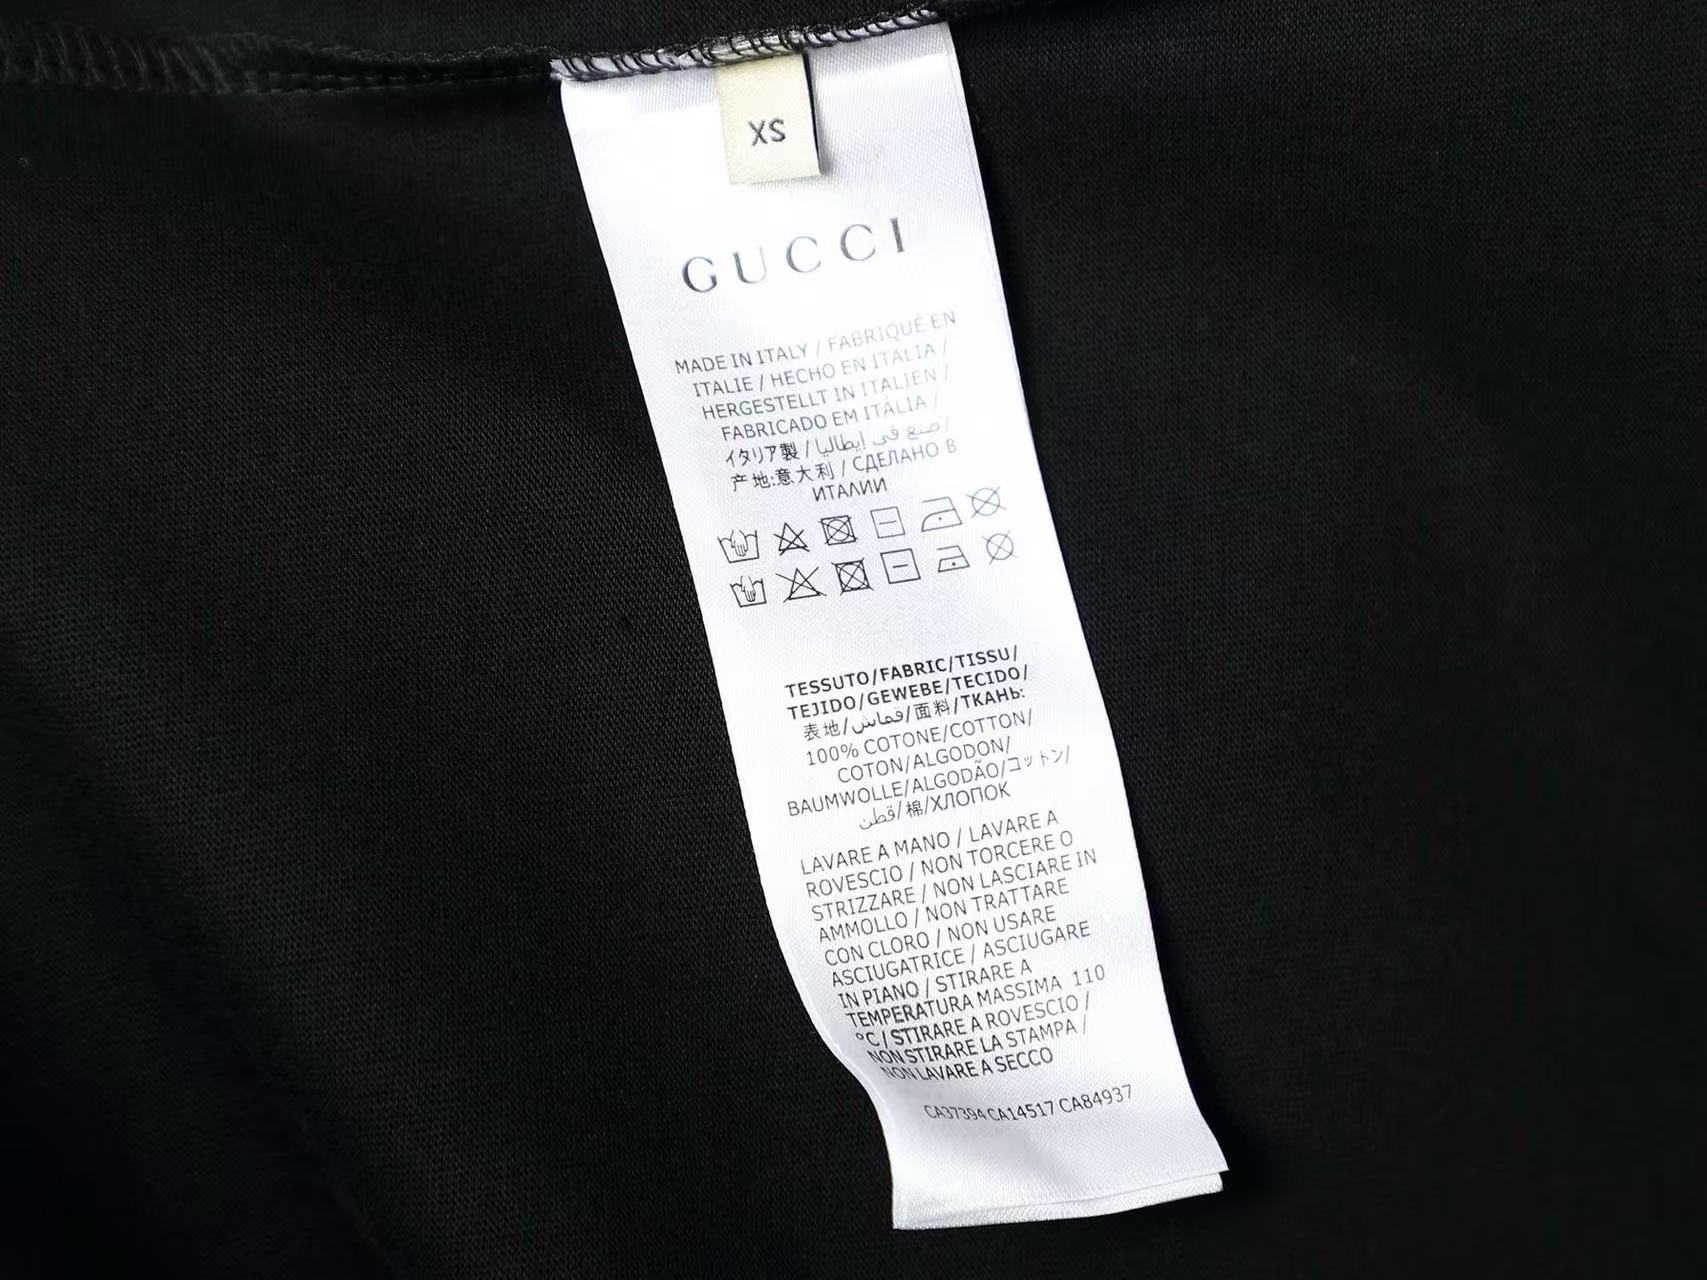 XS
GUCCI
MADE IN ITALY / FABRIQUÉ EN
ITALIE / HECHO EN ITALIA /
HERGESTELLT IN ITALIEN /
FABRICADO EM ITÁLIA /
イタリア製 / صنع في إيطاليا /
产地:意大利 / СДЕЛАНО В
ИТАЛИИ
TESSUTO/FABRIC/TISSU/
TEJIDO/GEWEBE/TECIDO/
表地/قماش/面料/ТКАНЬ:
100% COTONE/COTTON/
COTON/ALGODON/
BAUMWOLLE/ALGODÃO/コットン/
قطن/棉/ХЛОПОК
LAVARE A MANO / LAVARE A
ROVESCIO / NON TORCERE O
STRIZZARE / NON LASCIARE IN
AMMOLLO / NON TRATTARE
CON CLORO / NON USARE
ASCIUGATRICE / ASCIUGARE
IN PIANO / STIRARE A
TEMPERATURA MASSIMA 110
°C / STIRARE A ROVESCIO /
NON STIRARE LA STAMPA /
NON LAVARE A SECCO
CA37394 CA14517 CA84937